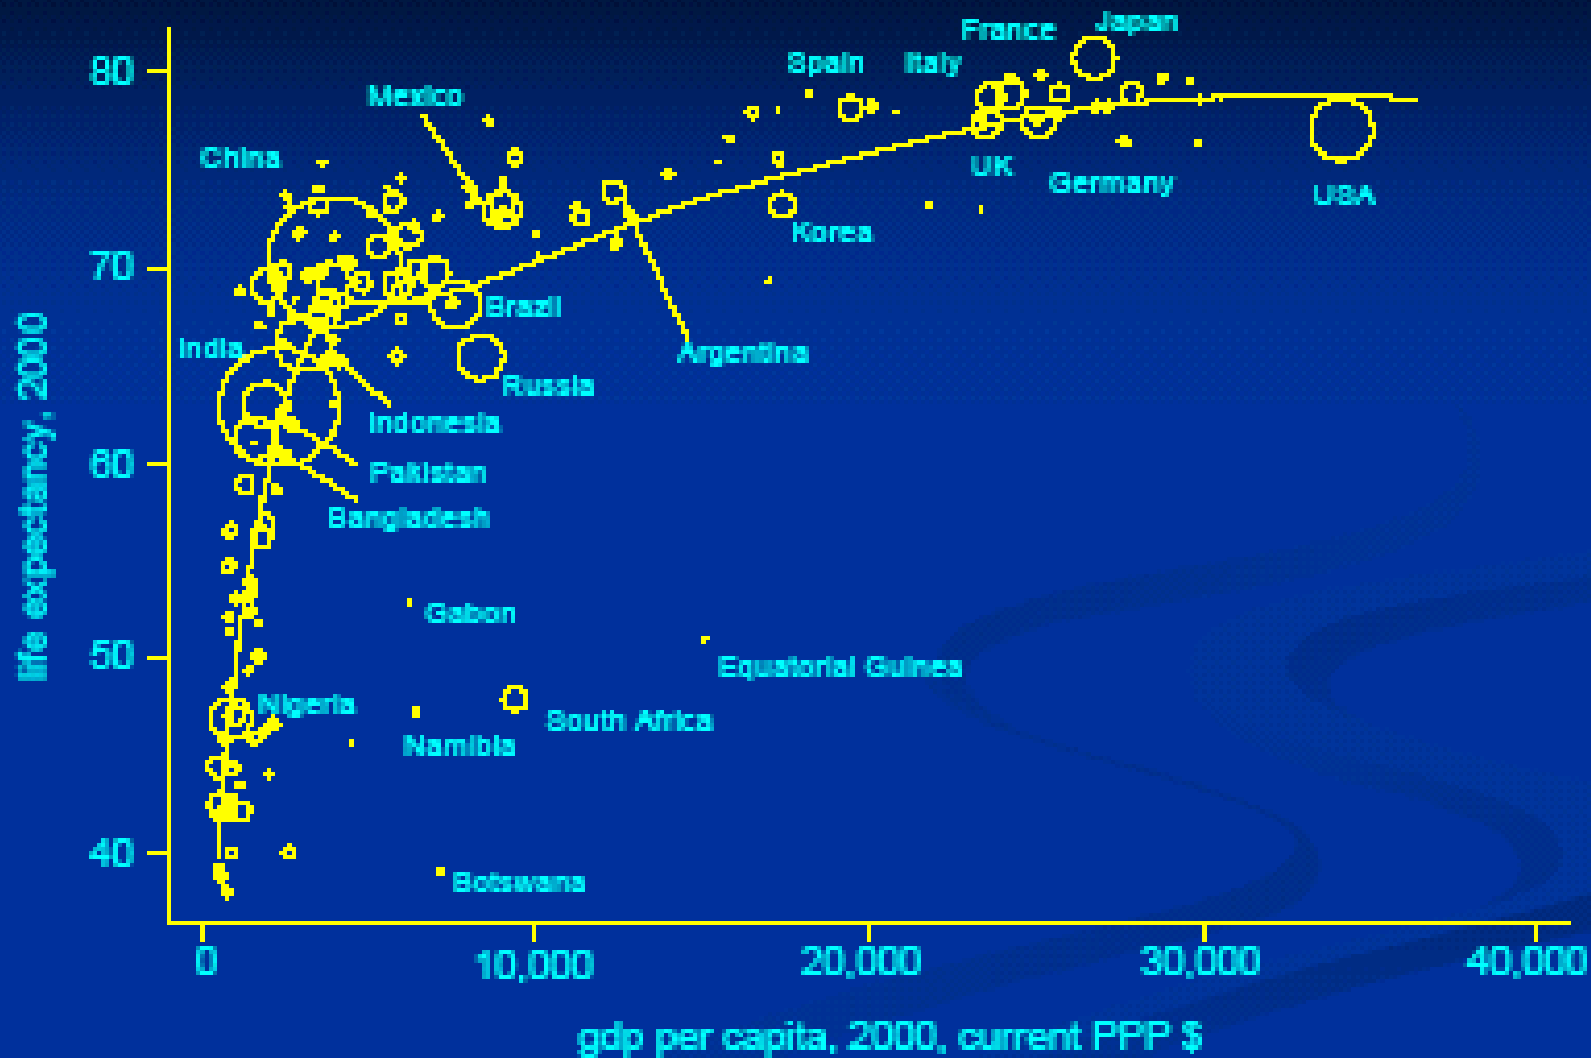 France
Japan
Spain
Italy
80
Mexico
China
UK
Germany
USA
Korea
70
Brazil
India
Argentina
Russia
Indonesia
60
Pakistan
Bangladesh
Gabon
50
Equatorial Guinea
Nigeria
South Africa
Namibia
40
Botswana
life expectancy, 2000
0
10,000
20,000
30,000
40,000
gdp per capita, 2000, current PPP $